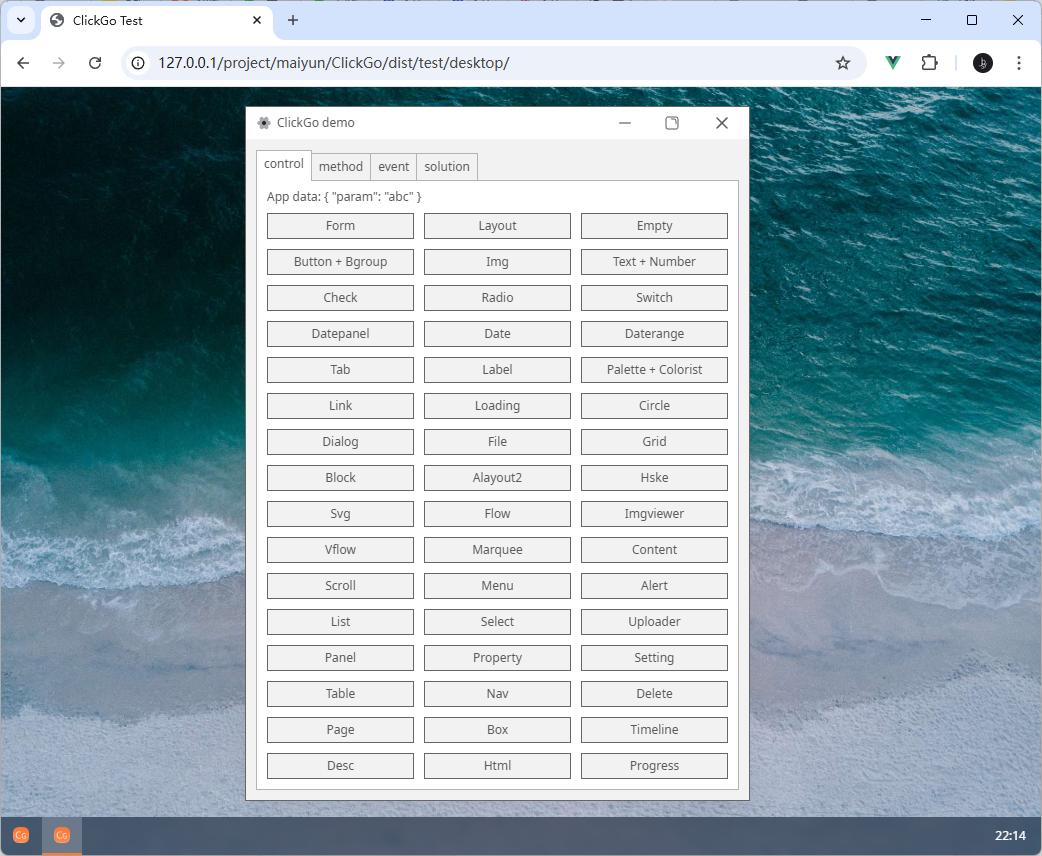 ClickGo Test
127.0.0.1/project/maiyun/ClickGo/dist/test/desktop/
ClickGo demo
control method event solution
App data: { "param": "abc" }
Form Layout Empty
Button + Bgroup Img Text + Number
Check Radio Switch
Datepanel Date Daterange
Tab Label Palette + Colorist
Link Loading Circle
Dialog File Grid
Block Alayout2 Hske
Svg Flow Imgviewer
Vflow Marquee Content
Scroll Menu Alert
List Select Uploader
Panel Property Setting
Table Nav Delete
Page Box Timeline
Desc Html Progress
CG CG 22:14